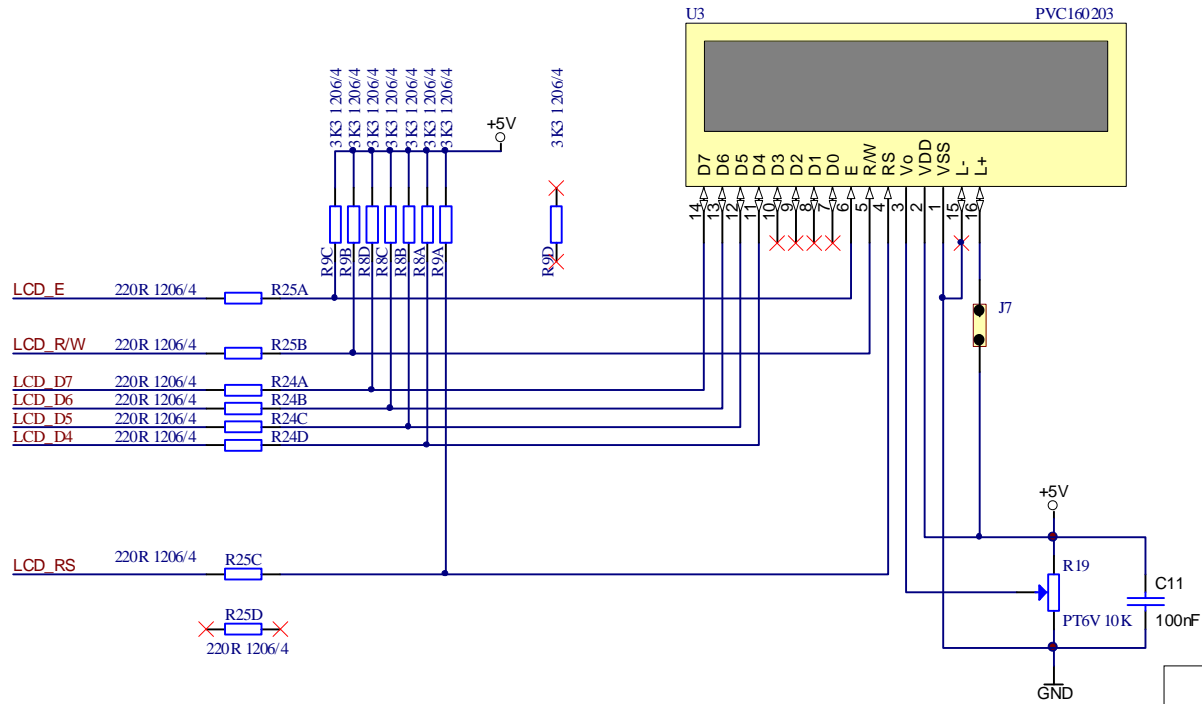 U3
PVC160203
3K3 1206/4
3K3 1206/4
3K3 1206/4
3K3 1206/4
3K3 1206/4
3K3 1206/4
3K3 1206/4
+5V
3K3 1206/4
D7
D6
D5
D4
D3
D2
D1
D0
E
R/W
RS
Vo
VDD
VSS
L-
L+
14
13
12
11
10
9
8
7
6
5
4
3
2
1
15
16
R9C
R9B
R8D
R8C
R8B
R8A
R9A
R9D
LCD_E
220R 1206/4
R25A
J7
LCD_R/W
220R 1206/4
R25B
LCD_D7
220R 1206/4
R24A
LCD_D6
220R 1206/4
R24B
LCD_D5
220R 1206/4
R24C
LCD_D4
220R 1206/4
R24D
+5V
LCD_RS
220R 1206/4
R25C
R19
C11
PT6V 10K
100nF
R25D
220R 1206/4
GND